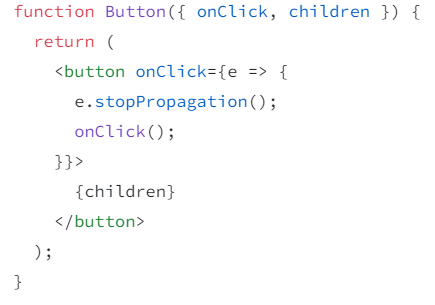 function Button({ onClick, children }) {
  return (
    <button onClick={e => {
      e.stopPropagation();
      onClick();
    }}>
      {children}
    </button>
  );
}